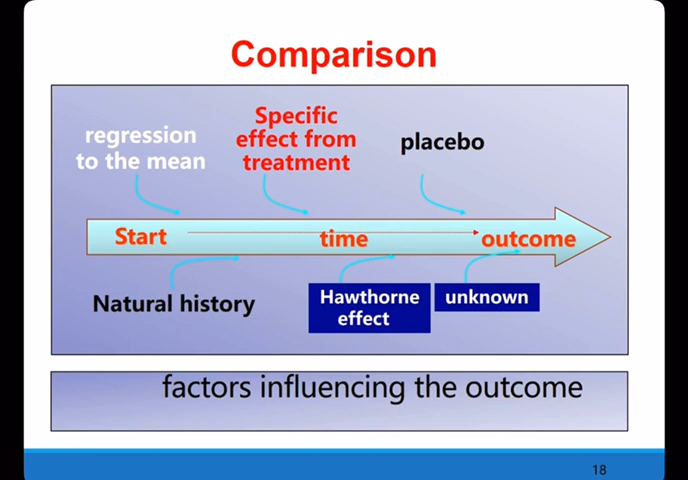 Comparison
regression
to the mean
Specific
effect from
treatment
placebo
Start
time
outcome
Natural history
Hawthorne
effect
unknown
factors influencing the outcome
18